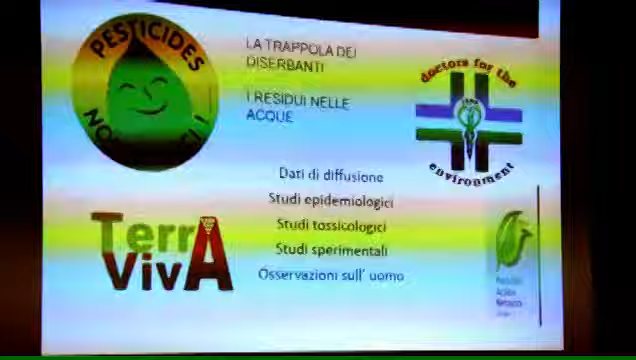 PESTICIDES
LA TRAPPOLA DEI
DISERBANTI
I RESIDUI NELLE
ACQUE
doctors for the
environment
Dati di diffusione
Studi epidemiologici
Studi tossicologici
Studi sperimentali
Osservazioni sull' uomo
Terra
Viva